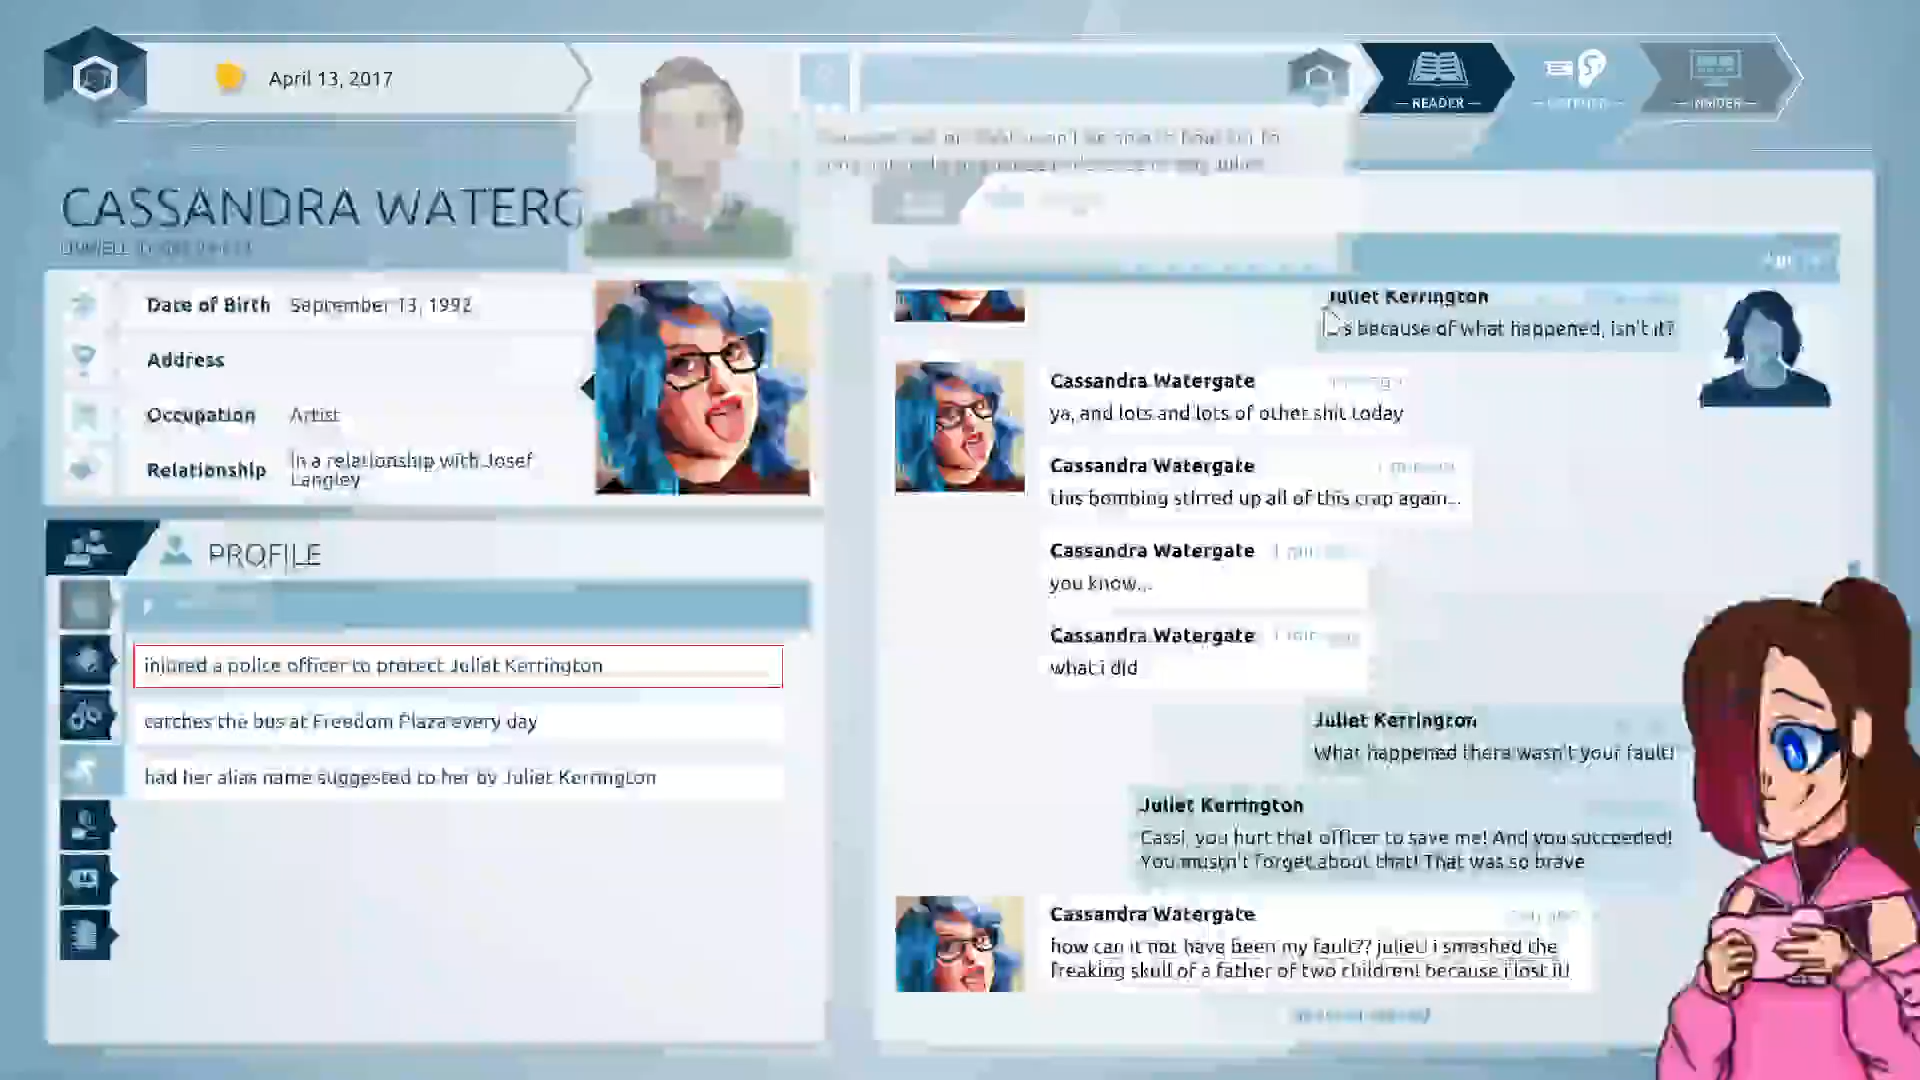 April 13, 2017
READER
INSIDER
CASSANDRA WATERG
Date of Birth September 13, 1992
Address
Occupation Artist
Relationship In a relationship with Josef
Langley
PROFILE
injured a police officer to protect Juliet Kerrington
catches the bus at Freedom Plaza every day
had her alias name suggested to her by Juliet Kerrington
Juliet Kerrington
s because of what happened, isn't it?
Cassandra Watergate
ya, and lots and lots of other shit today
Cassandra Watergate
this bombing stirred up all of this crap again...
Cassandra Watergate
you know...
Cassandra Watergate
what i did
Juliet Kerrington
What happened there wasn't your fault!
Juliet Kerrington
Cassi, you hurt that officer to save me! And you succeeded!
You mustn't forget about that! That was so brave
Cassandra Watergate
how can it not have been my fault?? juliet! i smashed the
freaking skull of a father of two children! because i lost it!